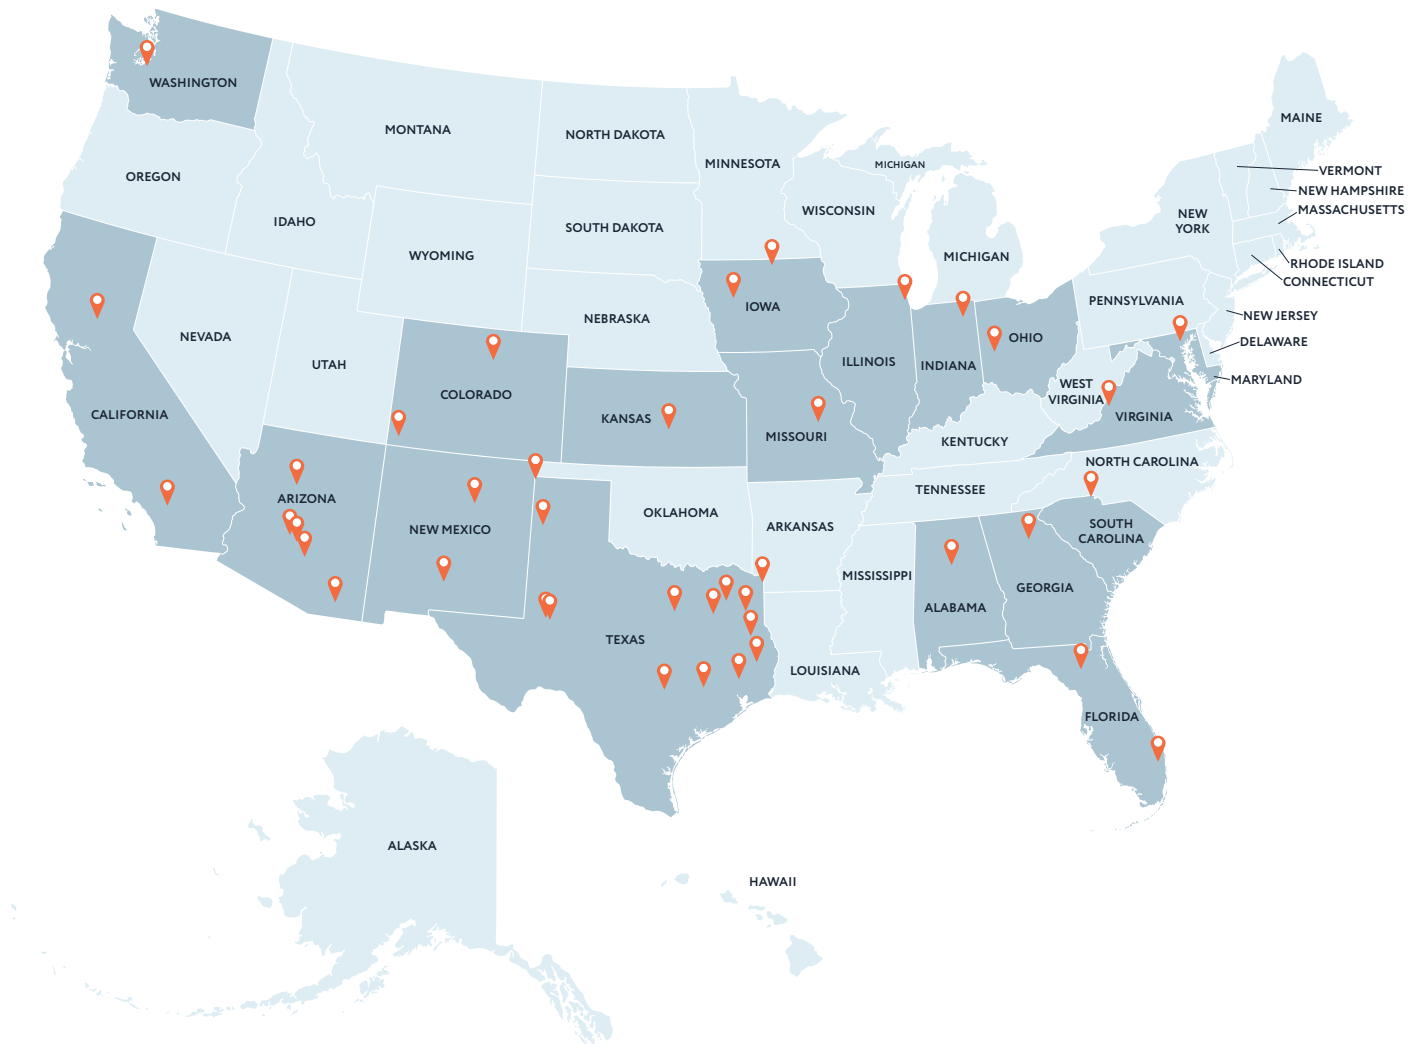 WASHINGTON
MONTANA
NORTH DAKOTA
MINNESOTA
MICHIGAN
MAINE
OREGON
VERMONT
NEW HAMPSHIRE
MASSACHUSETTS
IDAHO
WYOMING
SOUTH DAKOTA
WISCONSIN
MICHIGAN
NEW
YORK
RHODE ISLAND
CONNECTICUT
NEVADA
UTAH
NEBRASKA
IOWA
PENNSYLVANIA
NEW JERSEY
DELAWARE
MARYLAND
COLORADO
ILLINOIS
INDIANA
OHIO
WEST
VIRGINIA
VIRGINIA
CALIFORNIA
KANSAS
MISSOURI
KENTUCKY
NORTH CAROLINA
ARIZONA
NEW MEXICO
OKLAHOMA
ARKANSAS
TENNESSEE
SOUTH
CAROLINA
MISSISSIPPI
ALABAMA
GEORGIA
TEXAS
LOUISIANA
FLORIDA
ALASKA
HAWAII